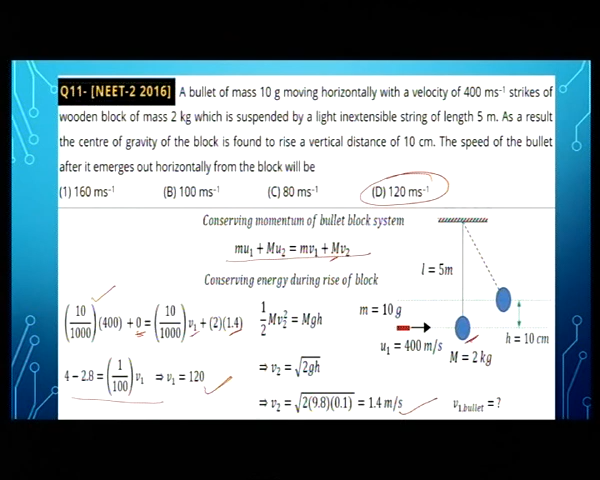 Q11- [NEET-2 2016] A bullet of mass 10 g moving horizontally with a velocity of 400 ms⁻¹ strikes of
wooden block of mass 2 kg which is suspended by a light inextensible string of length 5 m. As a result
the centre of gravity of the block is found to rise a vertical distance of 10 cm. The speed of the bullet
after it emerges out horizontally from the block will be
(1) 160 ms⁻¹ (B) 100 ms⁻¹ (C) 80 ms⁻¹ (D) 120 ms⁻¹
Conserving momentum of bullet block system
mu₁ + Mu₂ = mv₁ + Mv₂
Conserving energy during rise of block
(10/1000)(400) + 0 = (10/1000)v₁ + (2)(1.4)
4 − 2.8 = (1/100)v₁ ⇒ v₁ = 120
1/2 Mv₂² = Mgh
⇒ v₂ = √2gh
⇒ v₂ = √2(9.8)(0.1) = 1.4 m/s
l = 5m
m = 10 g
u₁ = 400 m/s
M = 2 kg
h = 10 cm
v₁.bullet = ?